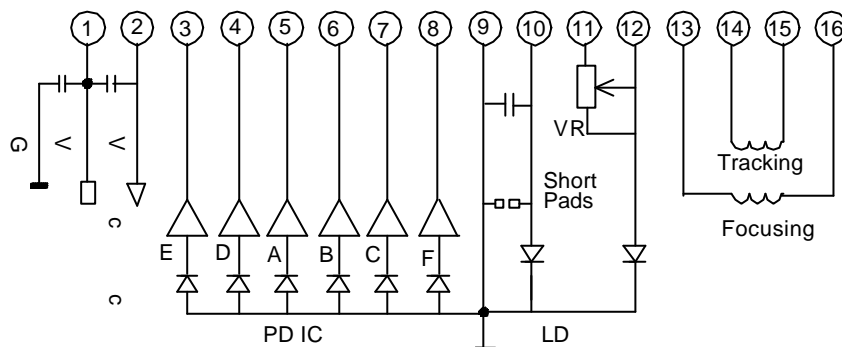 1 2 3 4 5 6 7 8 9 10 11 12 13 14 15 16
G V V
VR
Tracking
Short
Pads
Focusing
c
E D A B C F
c
PD IC LD